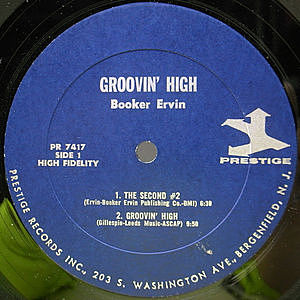 GROOVIN' HIGH
Booker Ervin
PR 7417
SIDE 1
HIGH FIDELITY
PRESTIGE
1. THE SECOND #2
(Ervin-Booker Ervin Publishing Co.-BMI) 6:30
2. GROOVIN' HIGH
(Gillespie-Leeds Music-ASCAP) 9:50
PRESTIGE RECORDS INC., 203 S. WASHINGTON AVE., BERGENFIELD, N. J.